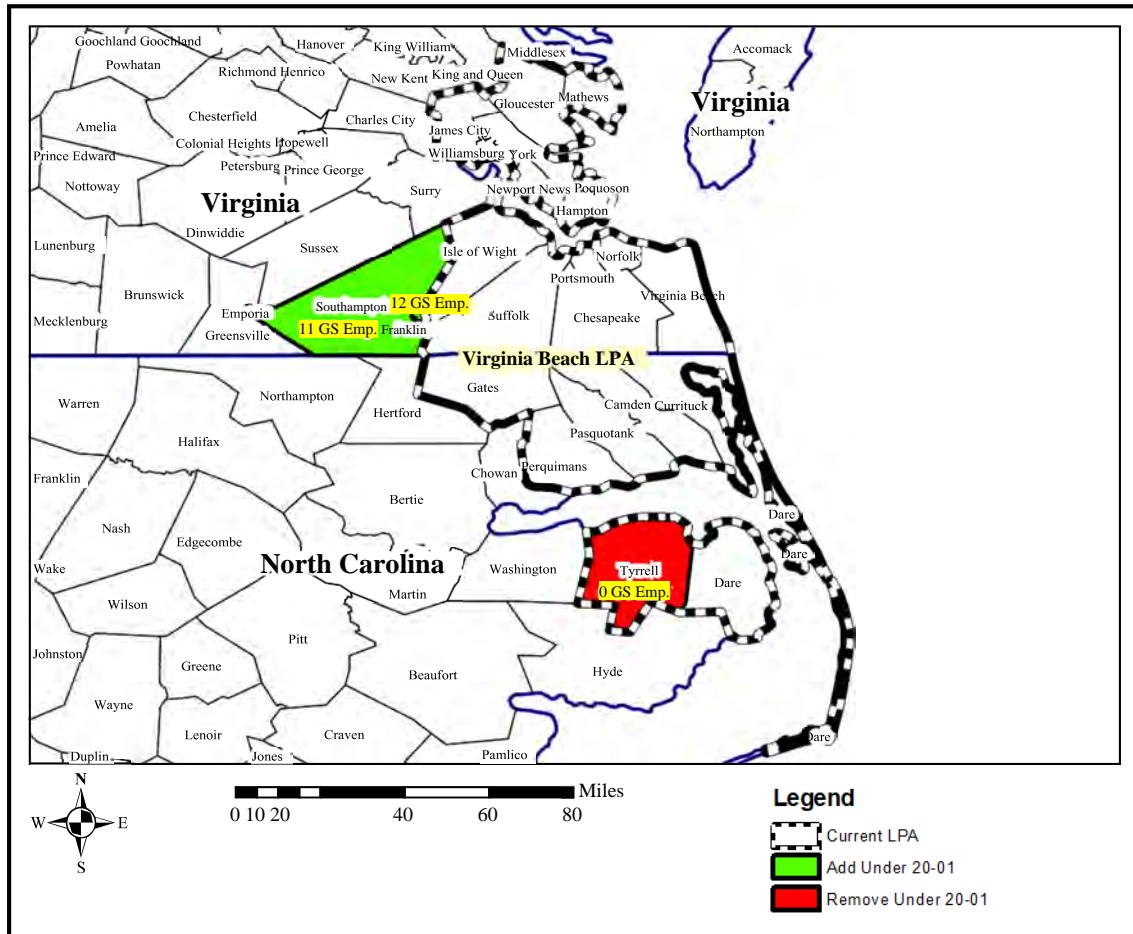 Goochland Goochland
Powhatan
Hanover
King William
Middlesex
Accomack
Richmond Henrico
New Kent
King and Queen
Gloucester
Mathews
Virginia
Amelia
Chesterfield
Charles City
James City
Northampton
Colonial Heights
Hopewell
Williamsburg
York
Prince Edward
Petersburg
Prince George
Nottoway
Surry
Newport News
Poquoson
Virginia
Hampton
Dinwiddie
Lunenburg
Sussex
Isle of Wight
Norfolk
Portsmouth
Brunswick
Virginia Beach
Southampton
12 GS Emp.
Emporia
Suffolk
Chesapeake
Mecklenburg
Greensville
11 GS Emp.
Franklin
Virginia Beach LPA
Gates
Northampton
Warren
Hertford
Camden
Currituck
Halifax
Pasquotank
Franklin
Chowan
Perquimans
Bertie
Dare
Nash
Edgecombe
Dare
North Carolina
Wake
Washington
Tyrrell
Dare
0 GS Emp.
Wilson
Martin
Pitt
Johnston
Greene
Beaufort
Hyde
Wayne
Lenoir
Craven
Dare
Duplin
Jones
Pamlico
N
W
E
S
Miles
0 10 20 40 60 80
Legend
Current LPA
Add Under 20-01
Remove Under 20-01